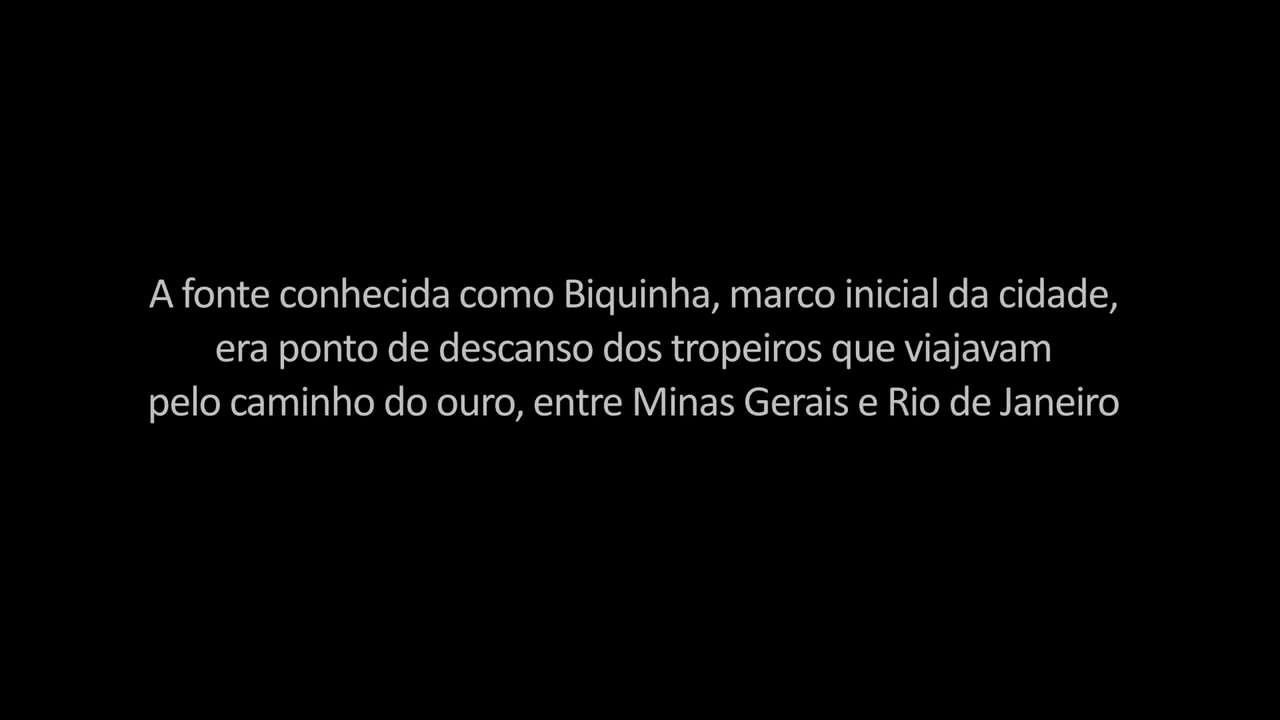 A fonte conhecida como Biquinha, marco inicial da cidade,
era ponto de descanso dos tropeiros que viajavam
pelo caminho do ouro, entre Minas Gerais e Rio de Janeiro